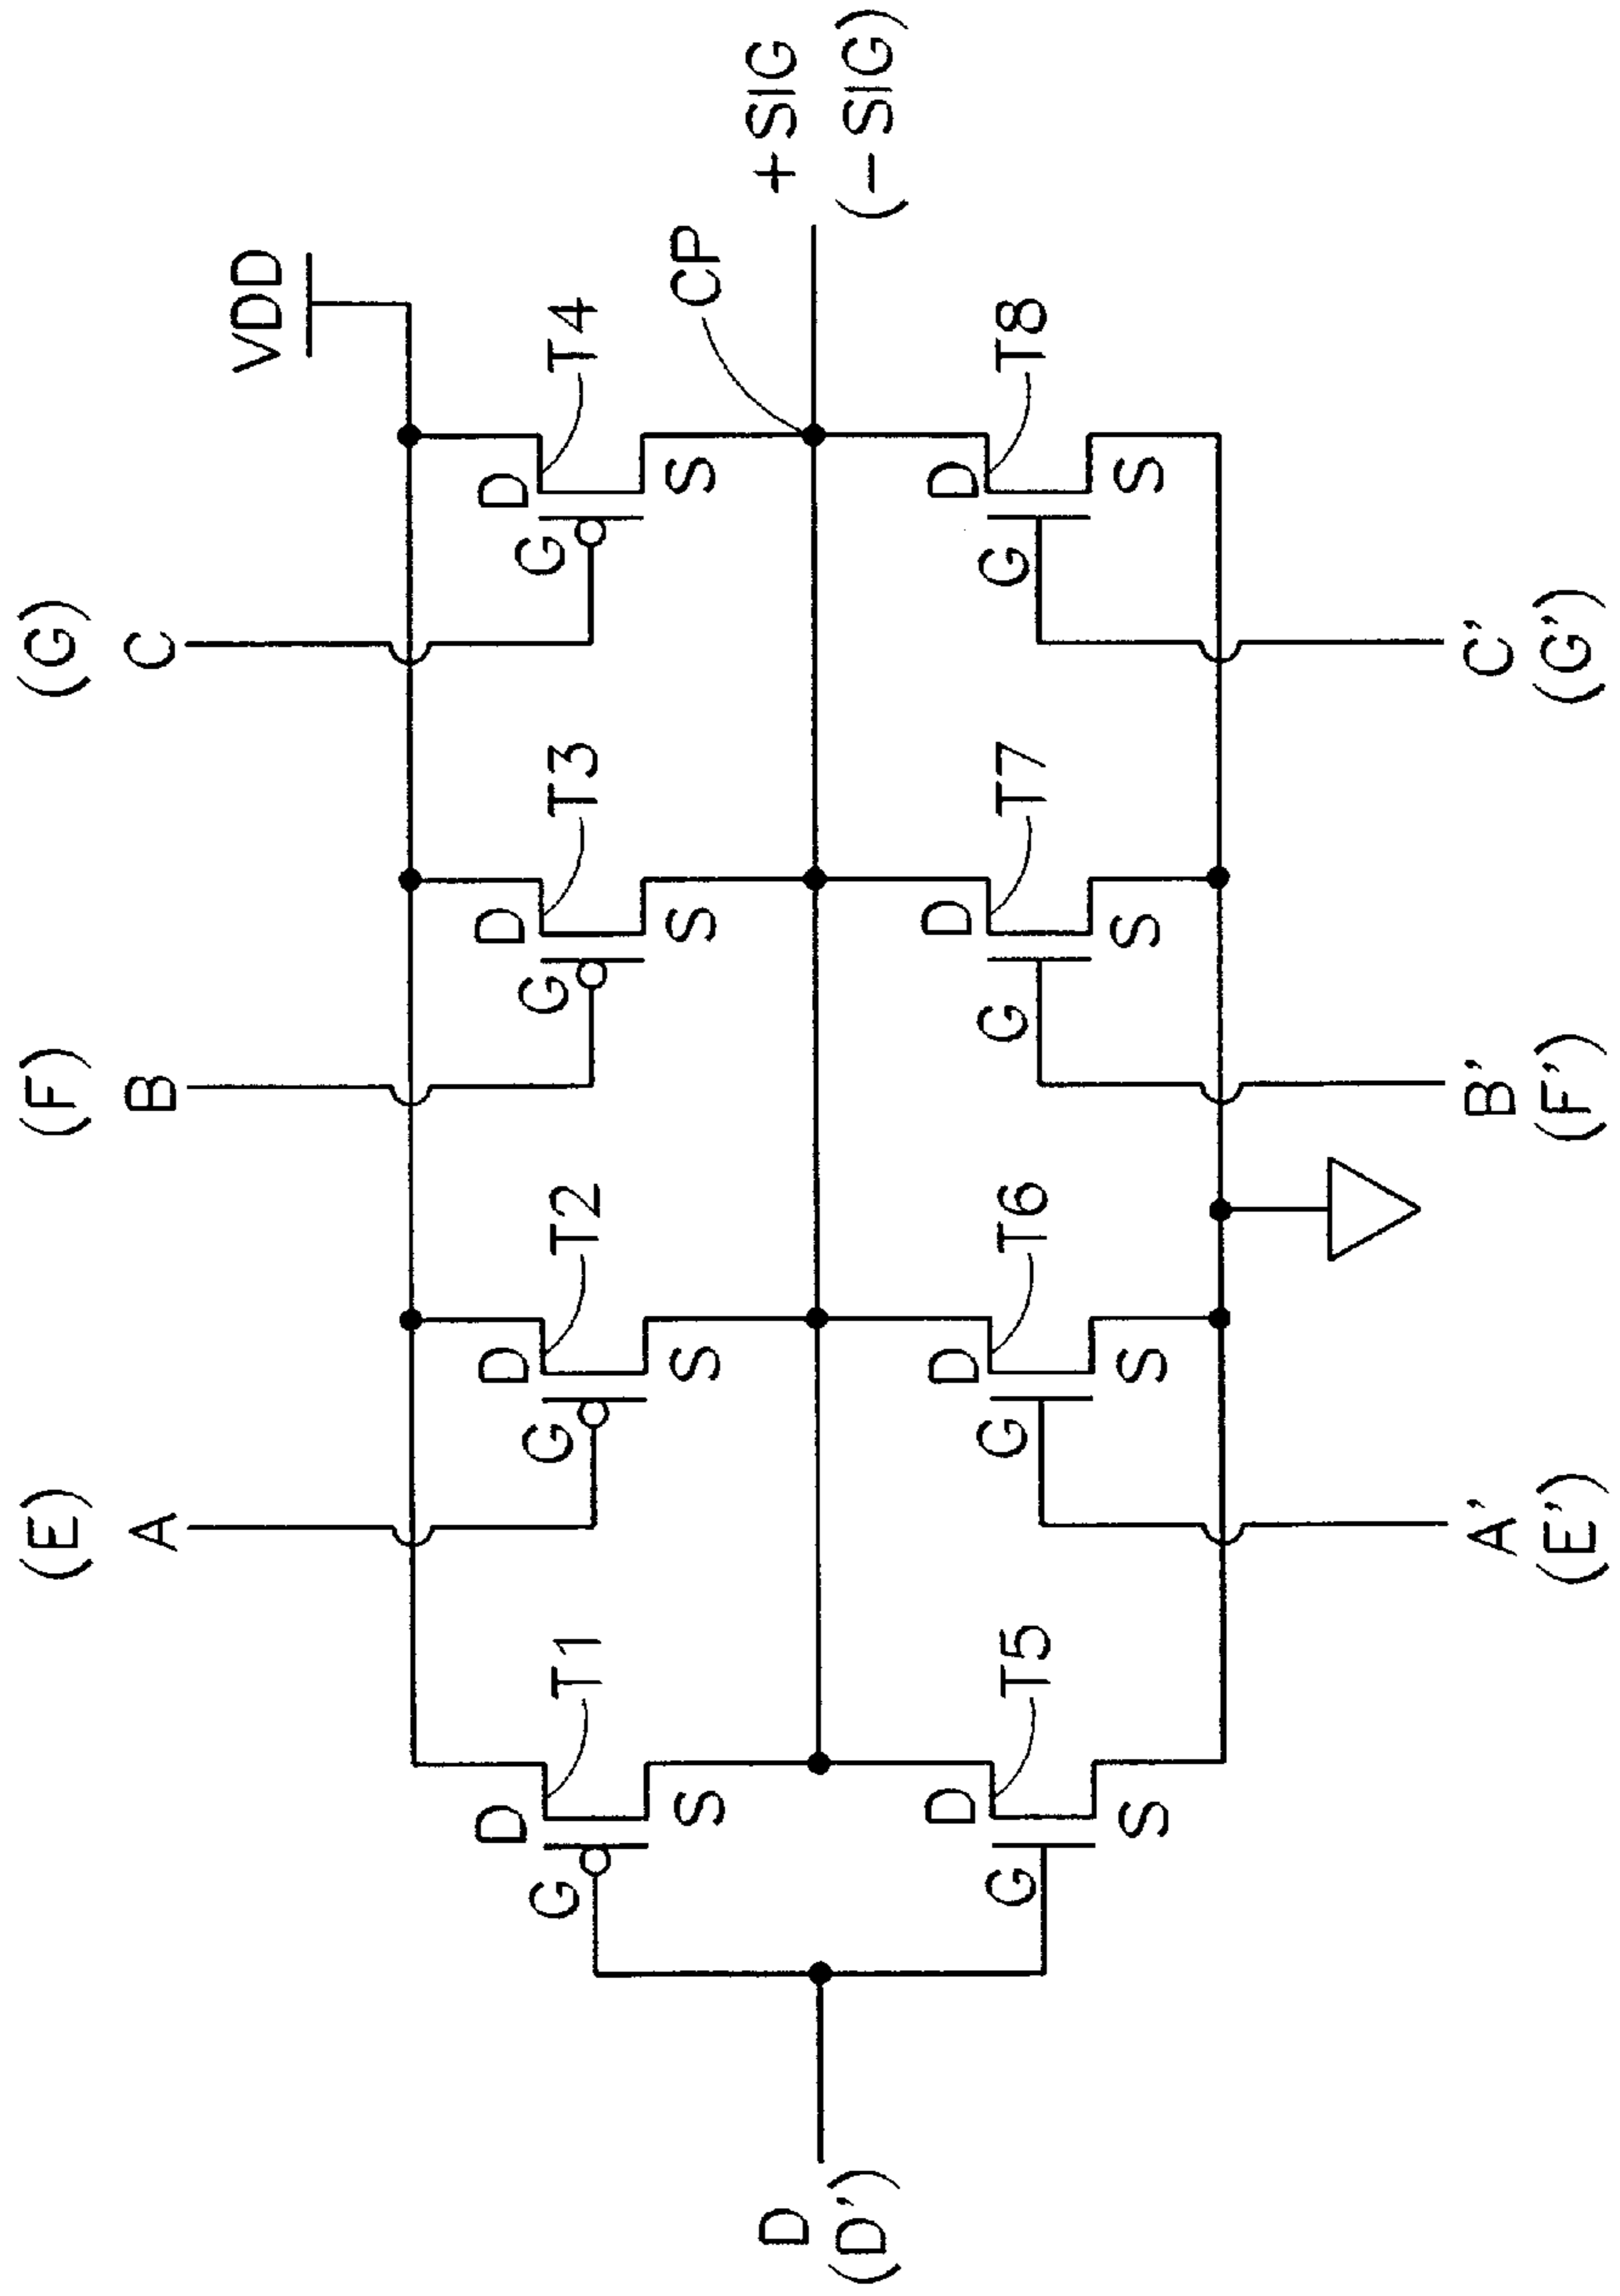 (E)
(F)
(G)
A
B
C
VDD
D
D
D
D
G
T1
G
T2
G
T3
G
T4
S
S
S
S
CP
D
(D')
+SIG
(-SIG)
D
D
D
D
G
T5
G
T6
G
T7
G
T8
S
S
S
S
A'
(E')
B'
(F')
C'
(G')